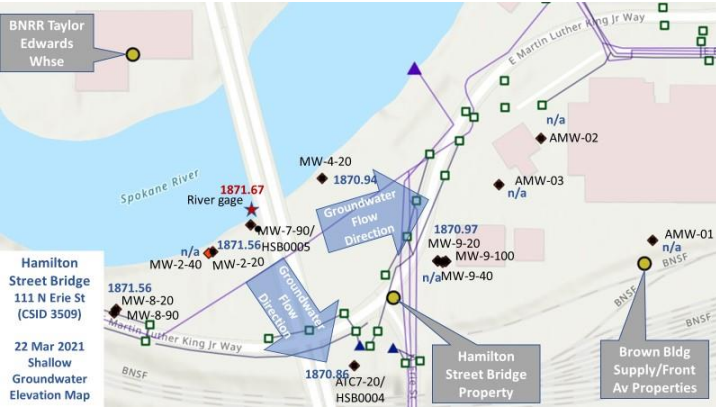 BNRR Taylor
Edwards
Whse
E Martin Luther King Jr Way
n/a
AMW-02
MW-4-20
1870.94
AMW-03
n/a
Spokane River
1871.67
River gage
Groundwater
Flow
Direction
MW-7-90/
HSB0005
1871.56
n/a
MW-2-40
MW-2-20
1870.97
MW-9-20
MW-9-100
n/a
MW-9-40
AMW-01
n/a
BNSF
BNSF
BNSF
Hamilton
Street Bridge
111 N Erie St
(CSID 3509)
22 Mar 2021
Shallow
Groundwater
Elevation Map
1871.56
MW-8-20
MW-8-90
Groundwater
Flow
Direction
E Martin Luther King Jr Way
BNSF
1870.86
ATC7-20/
HSB0004
Hamilton
Street Bridge
Property
Brown Bldg
Supply/Front
Av Properties